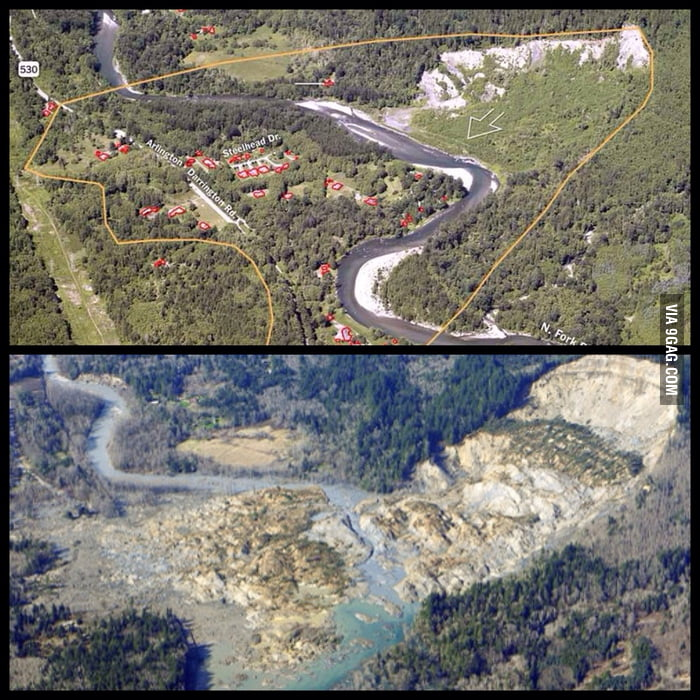 530
Steelhead Dr.
Arlington Darrington Rd.
N. Fork
VIA 9GAG.COM